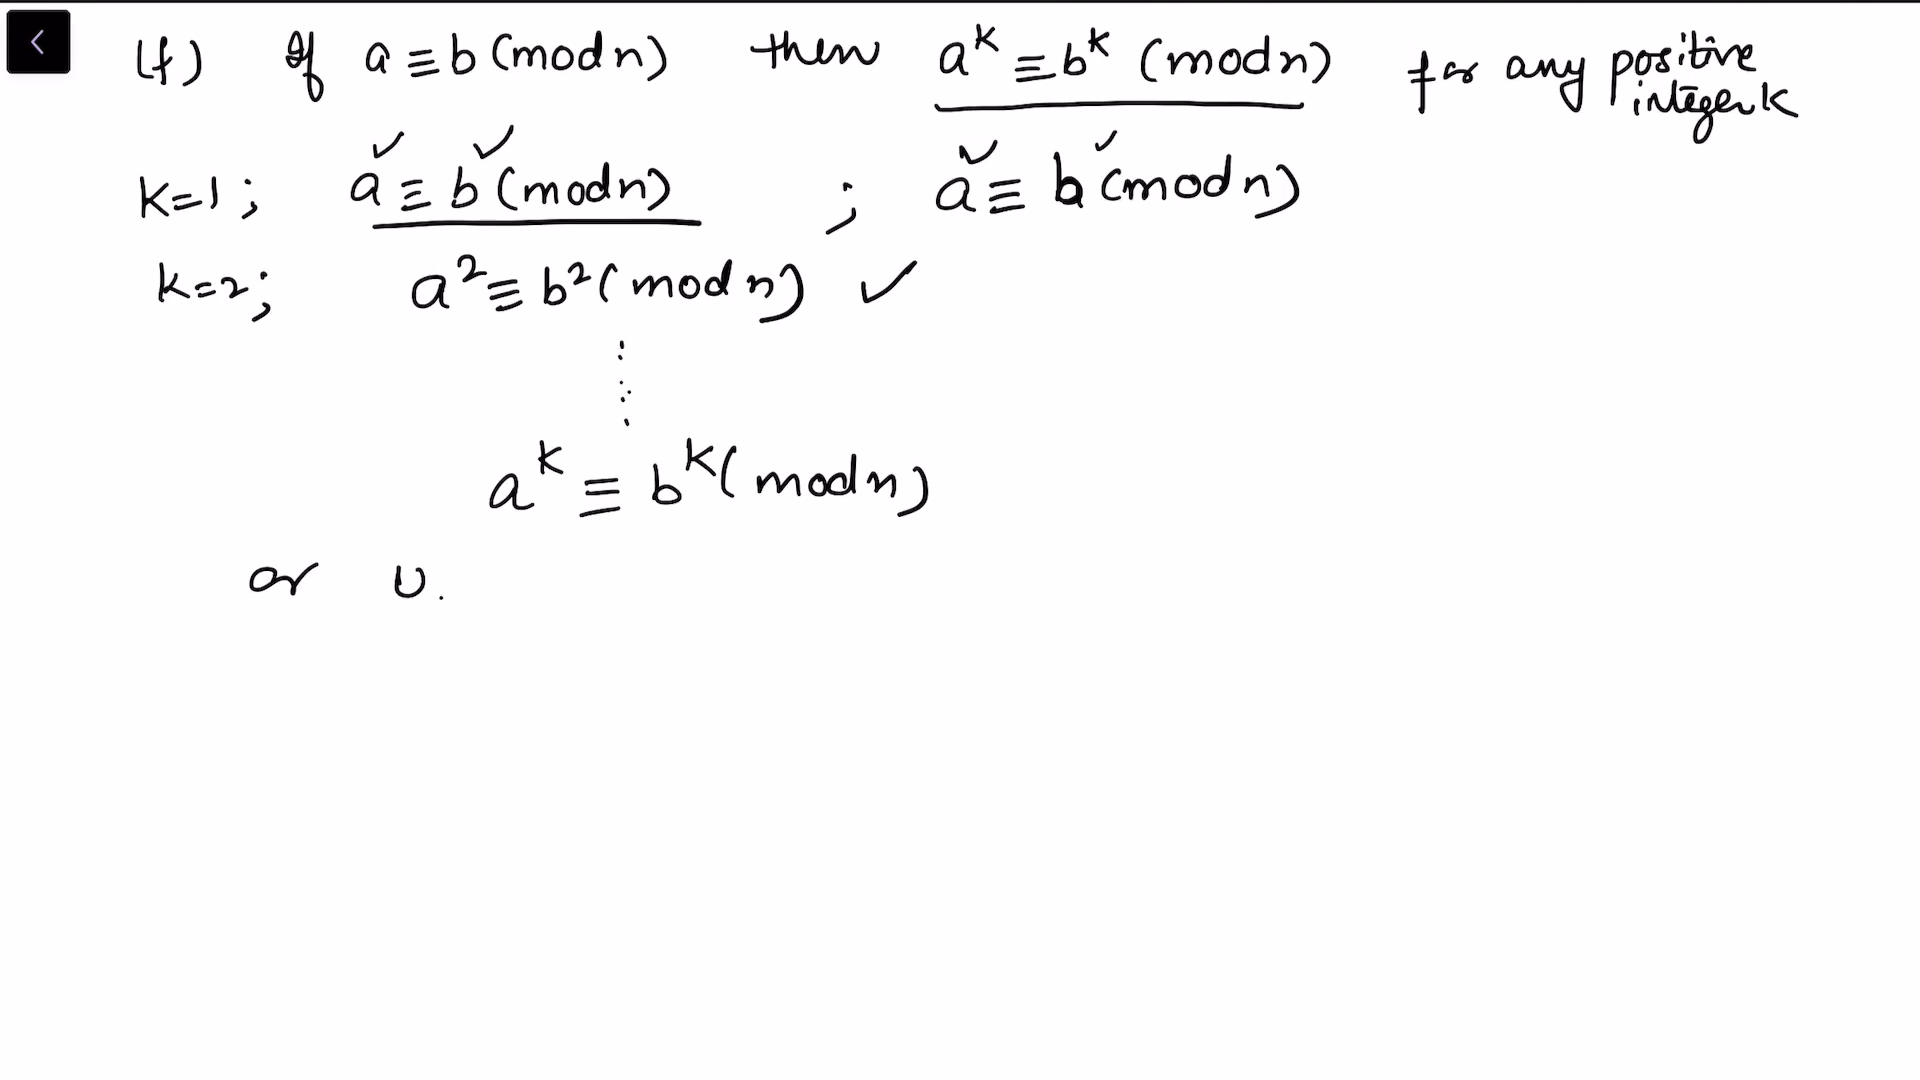 (f) If a ≡ b (mod n) then a^k ≡ b^k (mod n) for any positive integer k
k=1; a ≡ b (mod n) ; a ≡ b (mod n)
k=2; a² ≡ b² (mod n) ✓
a^k ≡ b^k (mod n)
or U.